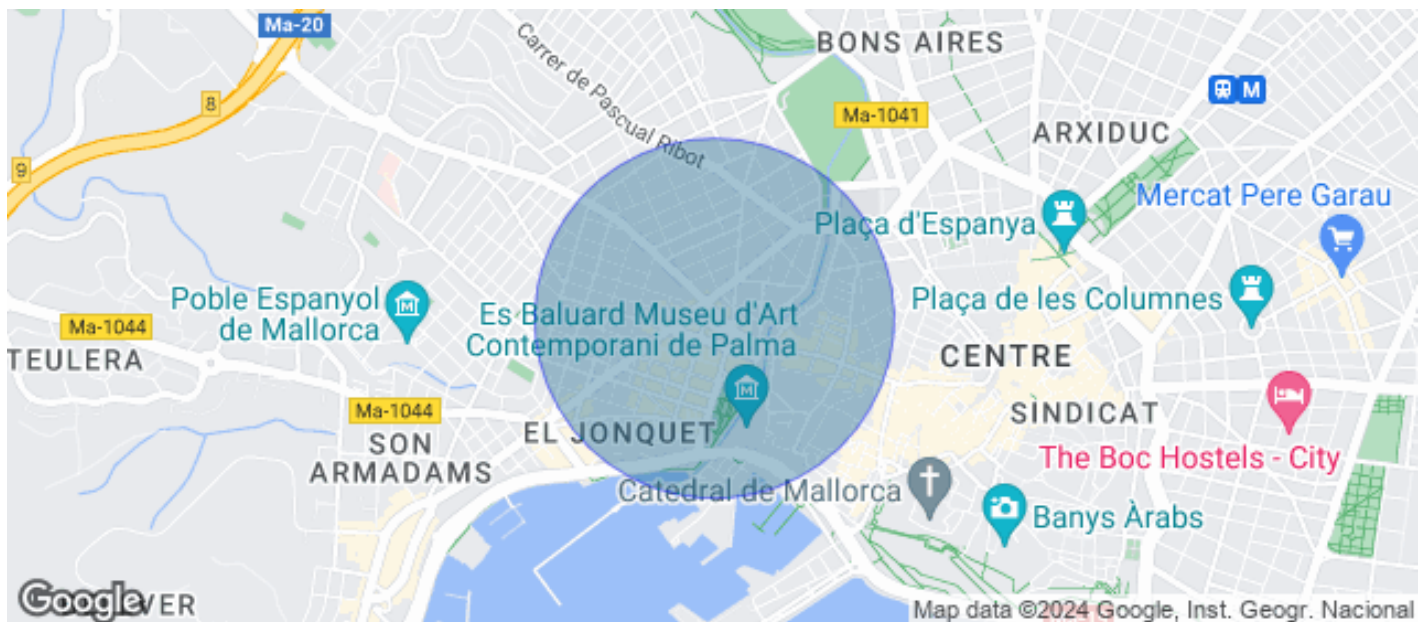 Ma-20
Carrer de Pascual Ribot
BONS AIRES
8
Ma-1041
M
ARXIDUC
9
Mercat Pere Garau
Plaça d'Espanya
Poble Espanyol
de Mallorca
Es Baluard Museu d'Art
Contemporani de Palma
Plaça de les Columnes
Ma-1044
TEULERA
CENTRE
Ma-1044
SINDICAT
SON
ARMADAMS
EL JONQUET
The Boc Hostels - City
Catedral de Mallorca
Banys Àrabs
Google
Map data ©2024 Google, Inst. Geogr. Nacional